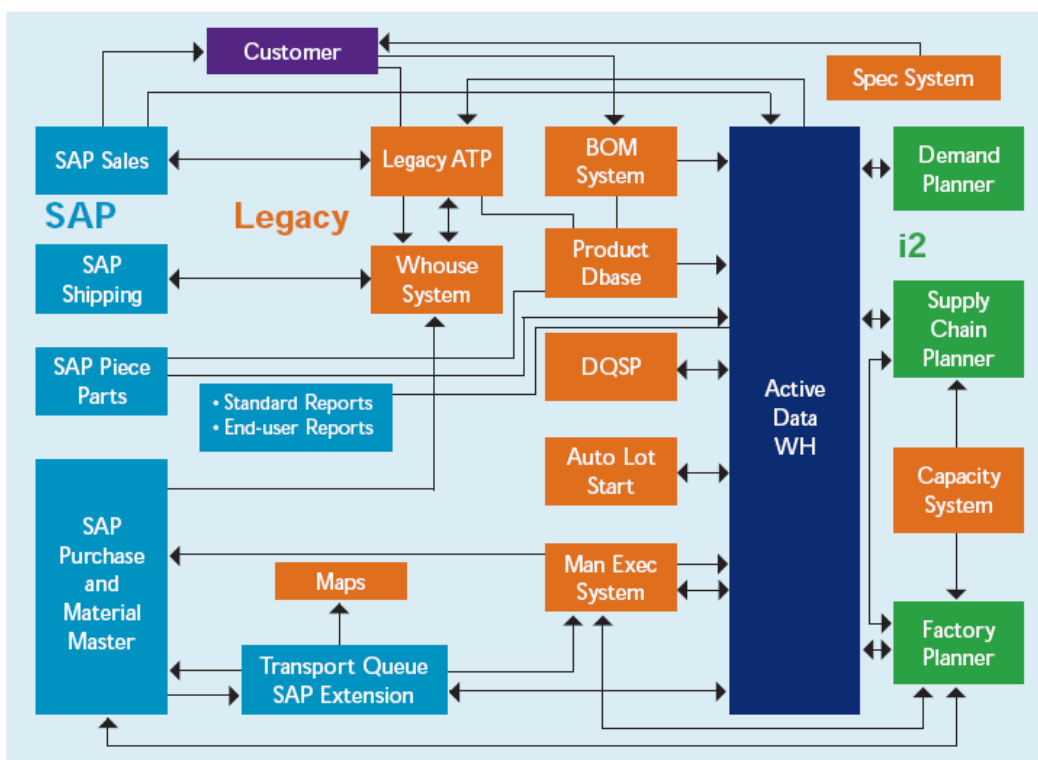 Customer
Spec System
SAP Sales
Legacy ATP
BOM
System
Demand
Planner
SAP
Legacy
i2
SAP
Shipping
Whouse
System
Product
Dbase
Supply
Chain
Planner
SAP Piece
Parts
DQSP
• Standard Reports
• End-user Reports
Active
Data
WH
Auto Lot
Start
Capacity
System
SAP
Purchase
and
Material
Master
Maps
Man Exec
System
Transport Queue
SAP Extension
Factory
Planner